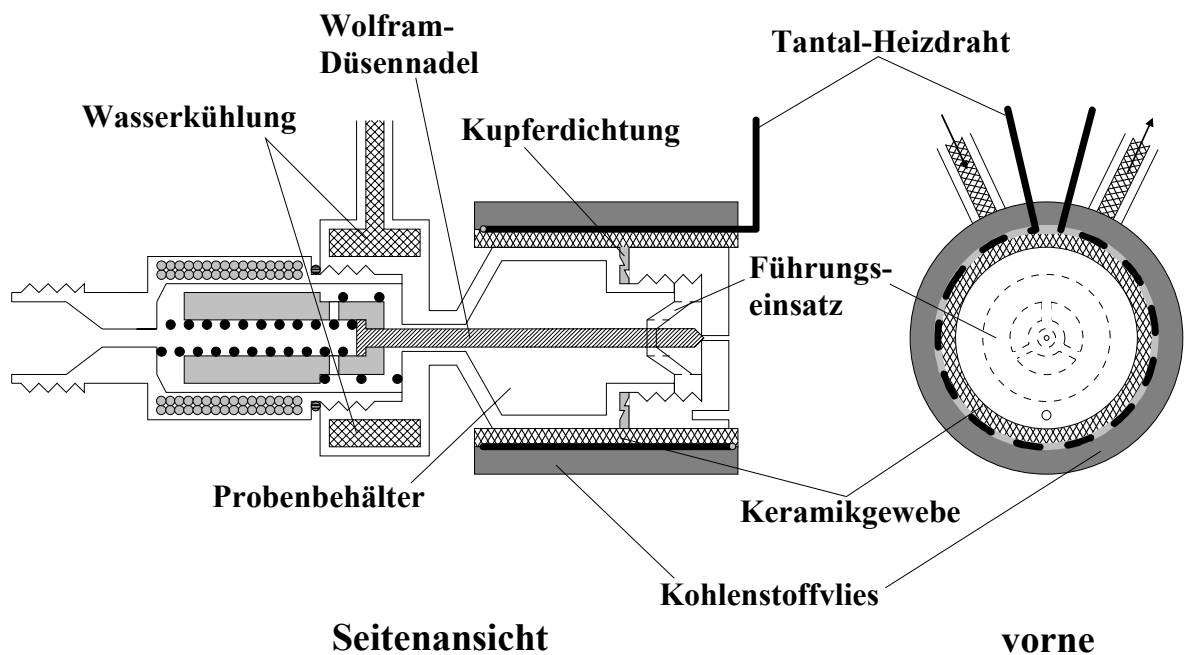 Wolfram-
Düsennadel
Tantal-Heizdraht
Wasserkühlung
Kupferdichtung
Führungs-
einsatz
Probenbehälter
Keramikgewebe
Kohlenstoffvlies
Seitenansicht
vorne